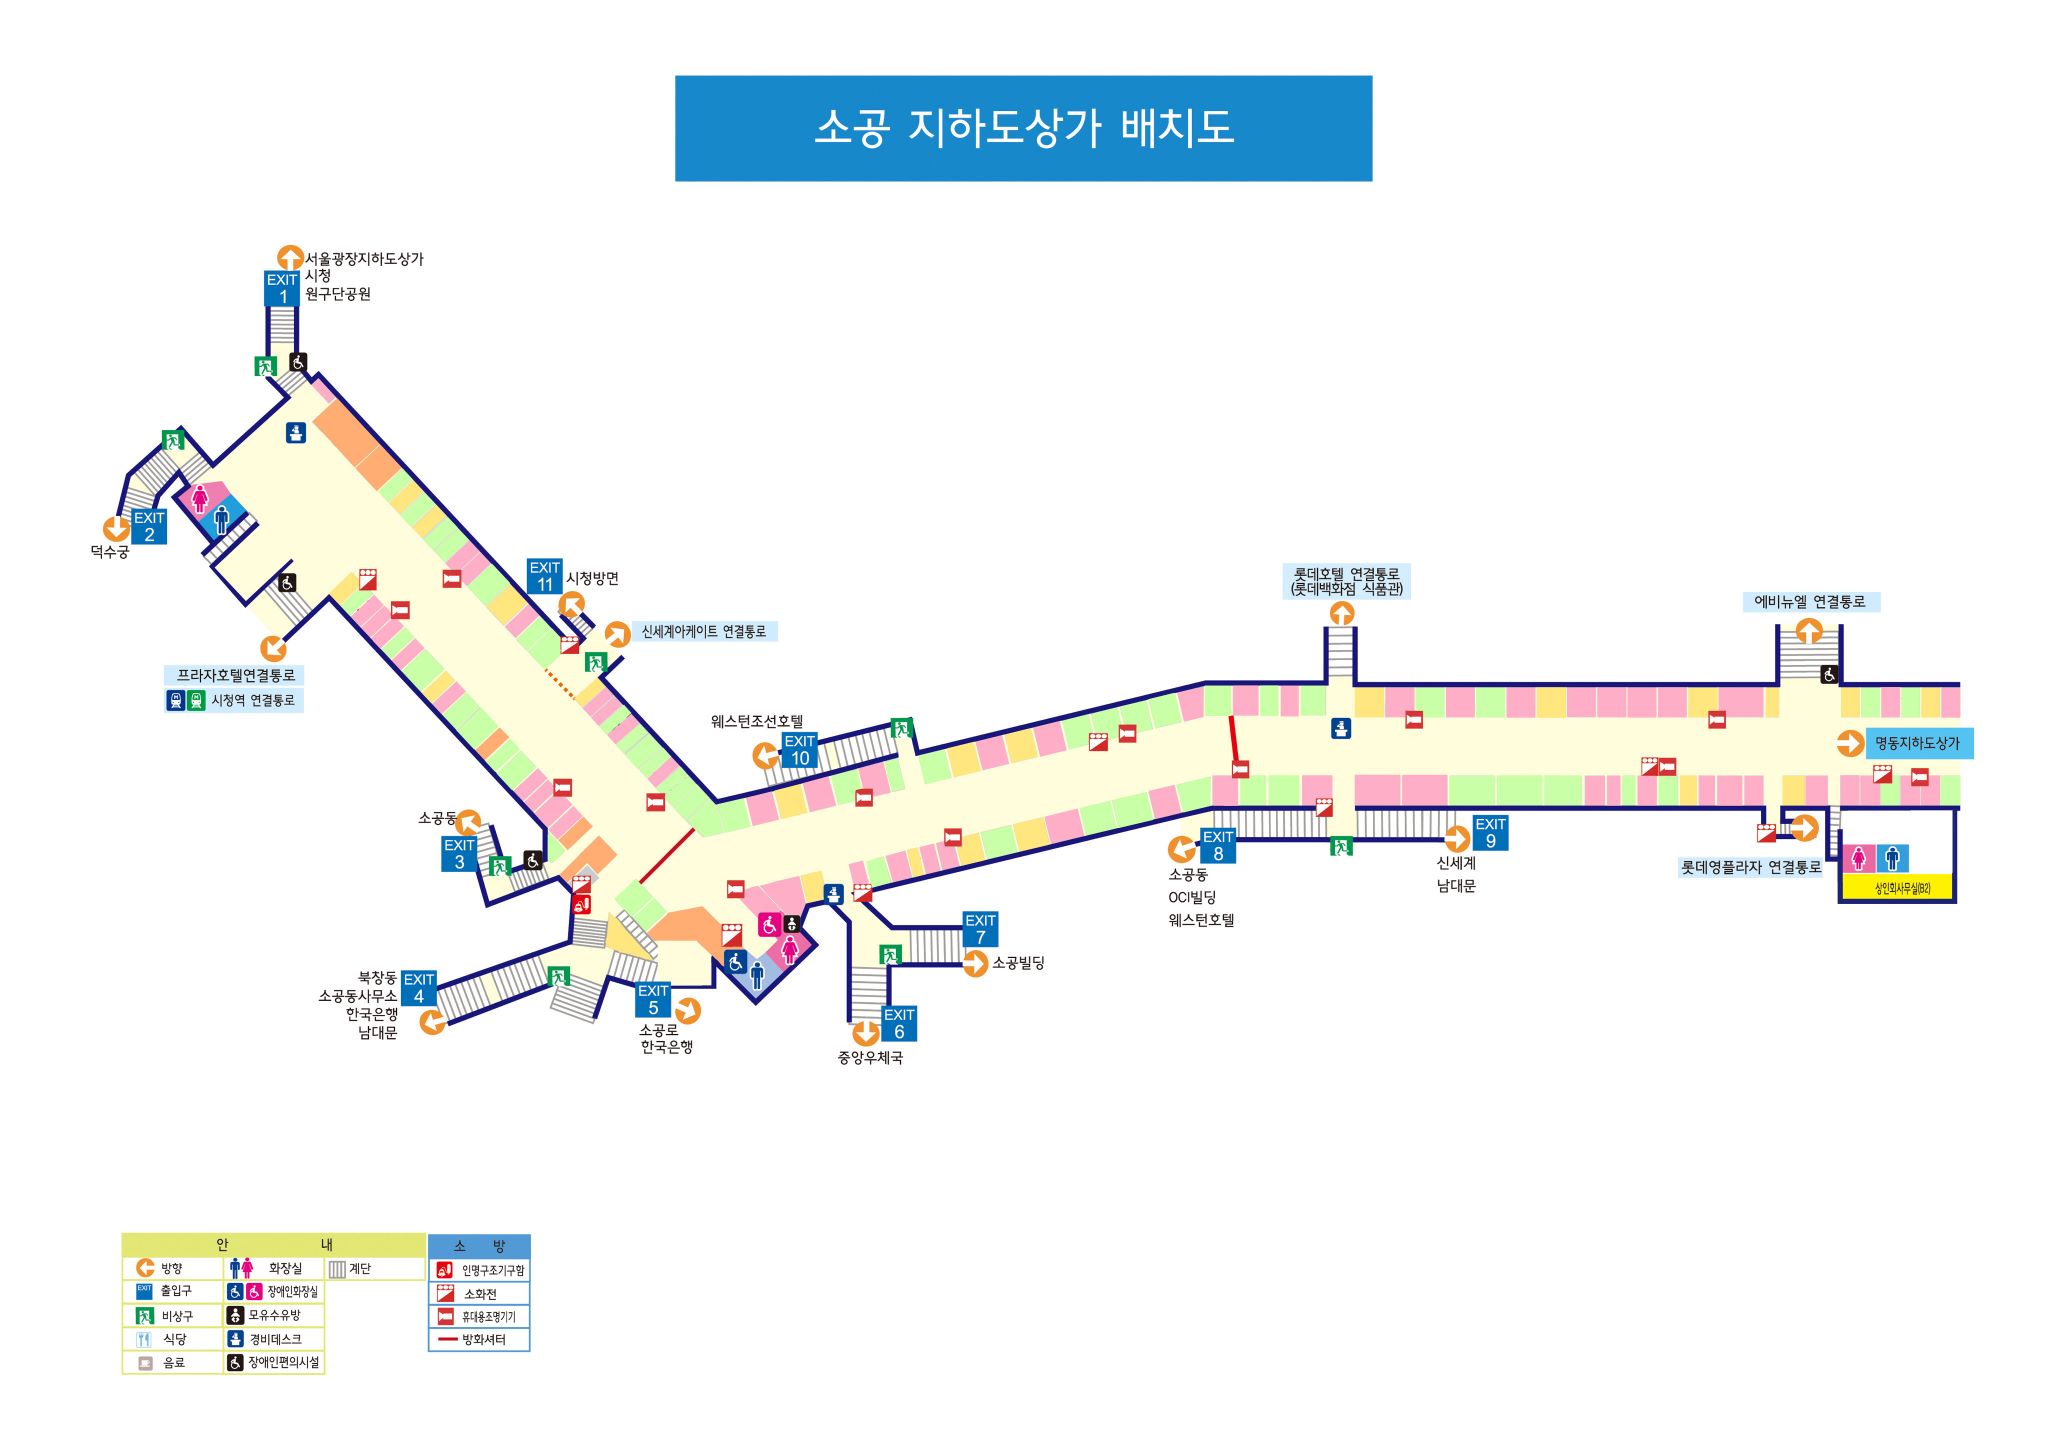 소공 지하도상가 배치도
서울광장지하도상가
시청
원구단공원
EXIT
1
EXIT
2
덕수궁
EXIT
11
시청방면
신세계아케이트 연결통로
프라자호텔연결통로
시청역 연결통로
롯데호텔 연결통로
(롯데백화점 식품관)
에비뉴엘 연결통로
웨스턴조선호텔
EXIT
10
명동지하도상가
소공동
EXIT
3
EXIT
8
소공동
OCI빌딩
웨스턴호텔
EXIT
9
신세계
남대문
롯데영플라자 연결통로
상인회사무실(B2)
EXIT
7
소공빌딩
북창동
소공동사무소
한국은행
남대문
EXIT
4
EXIT
5
소공로
한국은행
EXIT
6
중앙우체국
안 내
방향
화장실
계단
EXIT
출입구
장애인화장실
비상구
모유수유방
식당
경비데스크
음료
장애인편의시설
소 방
인명구조기구함
소화전
휴대용조명기기
방화셔터